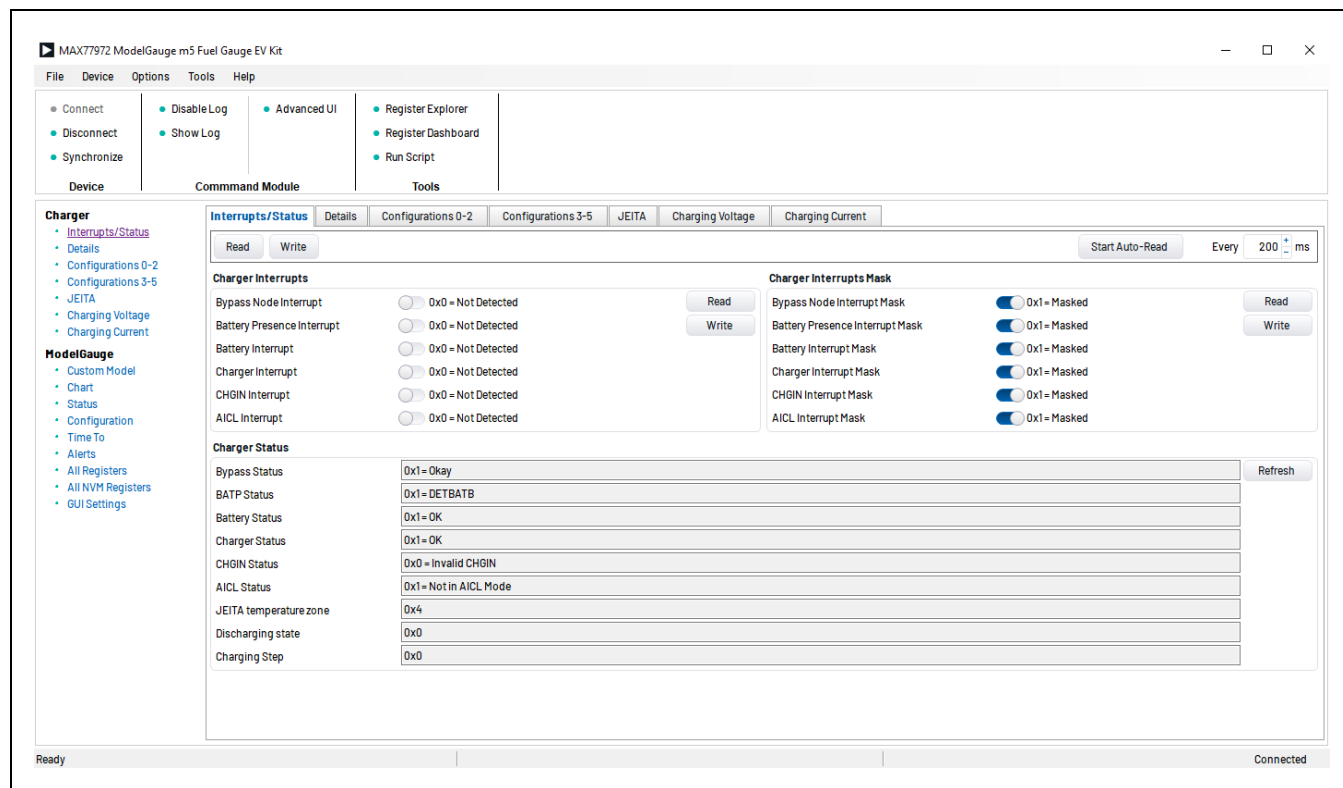 MAX77972 ModelGauge m5 Fuel Gauge EV Kit
File Device Options Tools Help
Connect Disable Log Advanced UI Register Explorer
Disconnect Show Log Register Dashboard
Synchronize Run Script
Device Commmand Module Tools
Charger
Interrupts/Status
Details
Configurations 0-2
Configurations 3-5
JEITA
Charging Voltage
Charging Current
ModelGauge
Custom Model
Chart
Status
Configuration
Time To
Alerts
All Registers
All NVM Registers
GUI Settings
Interrupts/Status Details Configurations 0-2 Configurations 3-5 JEITA Charging Voltage Charging Current
Read Write Start Auto-Read Every 200 + - ms
Charger Interrupts
Bypass Node Interrupt 0x0 = Not Detected Read
Battery Presence Interrupt 0x0 = Not Detected Write
Battery Interrupt 0x0 = Not Detected
Charger Interrupt 0x0 = Not Detected
CHGIN Interrupt 0x0 = Not Detected
AICL Interrupt 0x0 = Not Detected
Charger Interrupts Mask
Bypass Node Interrupt Mask 0x1 = Masked Read
Battery Presence Interrupt Mask 0x1 = Masked Write
Battery Interrupt Mask 0x1 = Masked
Charger Interrupt Mask 0x1 = Masked
CHGIN Interrupt Mask 0x1 = Masked
AICL Interrupt Mask 0x1 = Masked
Charger Status
Bypass Status 0x1 = Okay Refresh
BATP Status 0x1 = DETBATB
Battery Status 0x1 = OK
Charger Status 0x1 = OK
CHGIN Status 0x0 = Invalid CHGIN
AICL Status 0x1 = Not in AICL Mode
JEITA temperature zone 0x4
Discharging state 0x0
Charging Step 0x0
Ready Connected